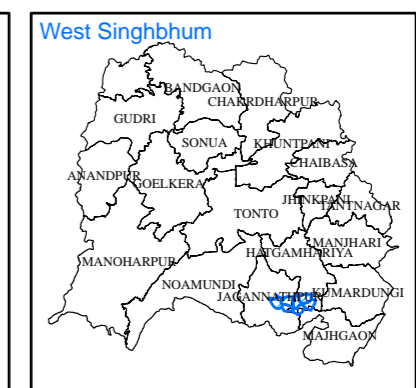 West Singhbhum
BANDGAON
CHAKRDHARPUR
GUDRI
SONUA
KHUNTPANI
CHAIBASA
ANANDPUR
GOELKERA
JHINKPANI
TANTNAGAR
TONTO
MANJHARI
HATGAMHARIYA
MANOHARPUR
NOAMUNDI
JAGANNATHPUR
KUMARDUNGI
MAJHGAON